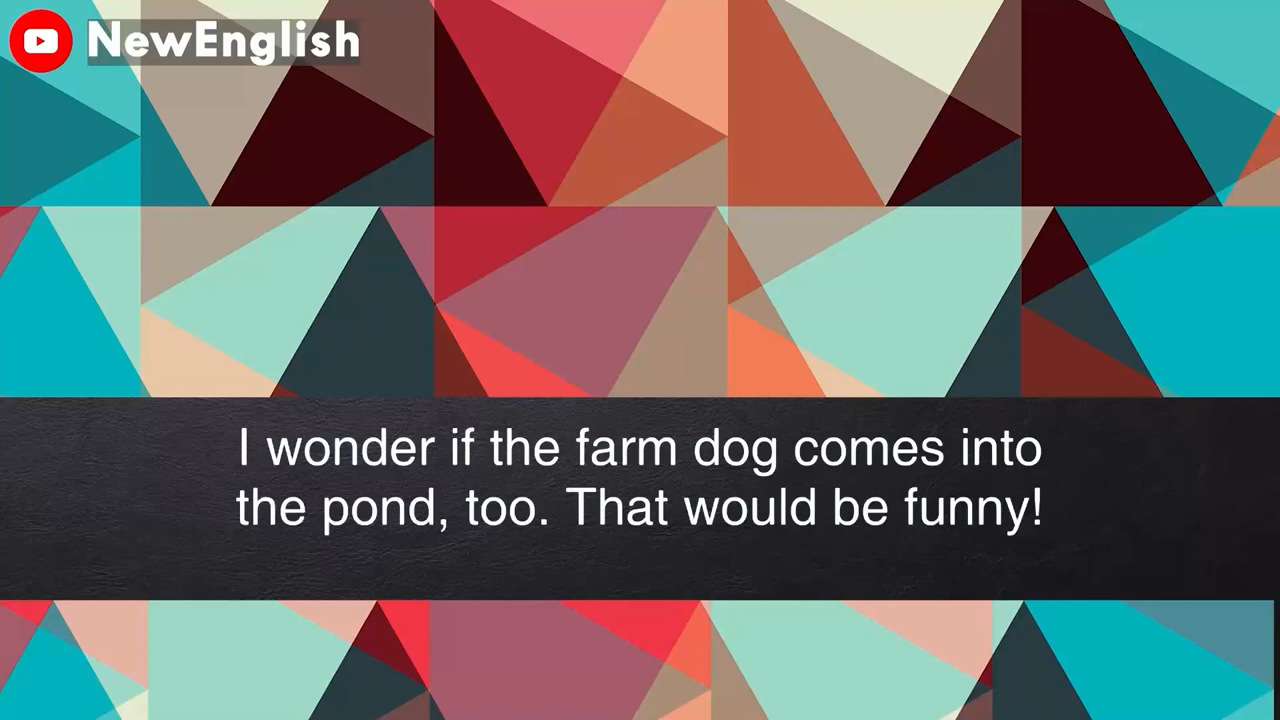 NewEnglish
I wonder if the farm dog comes into
the pond, too. That would be funny!